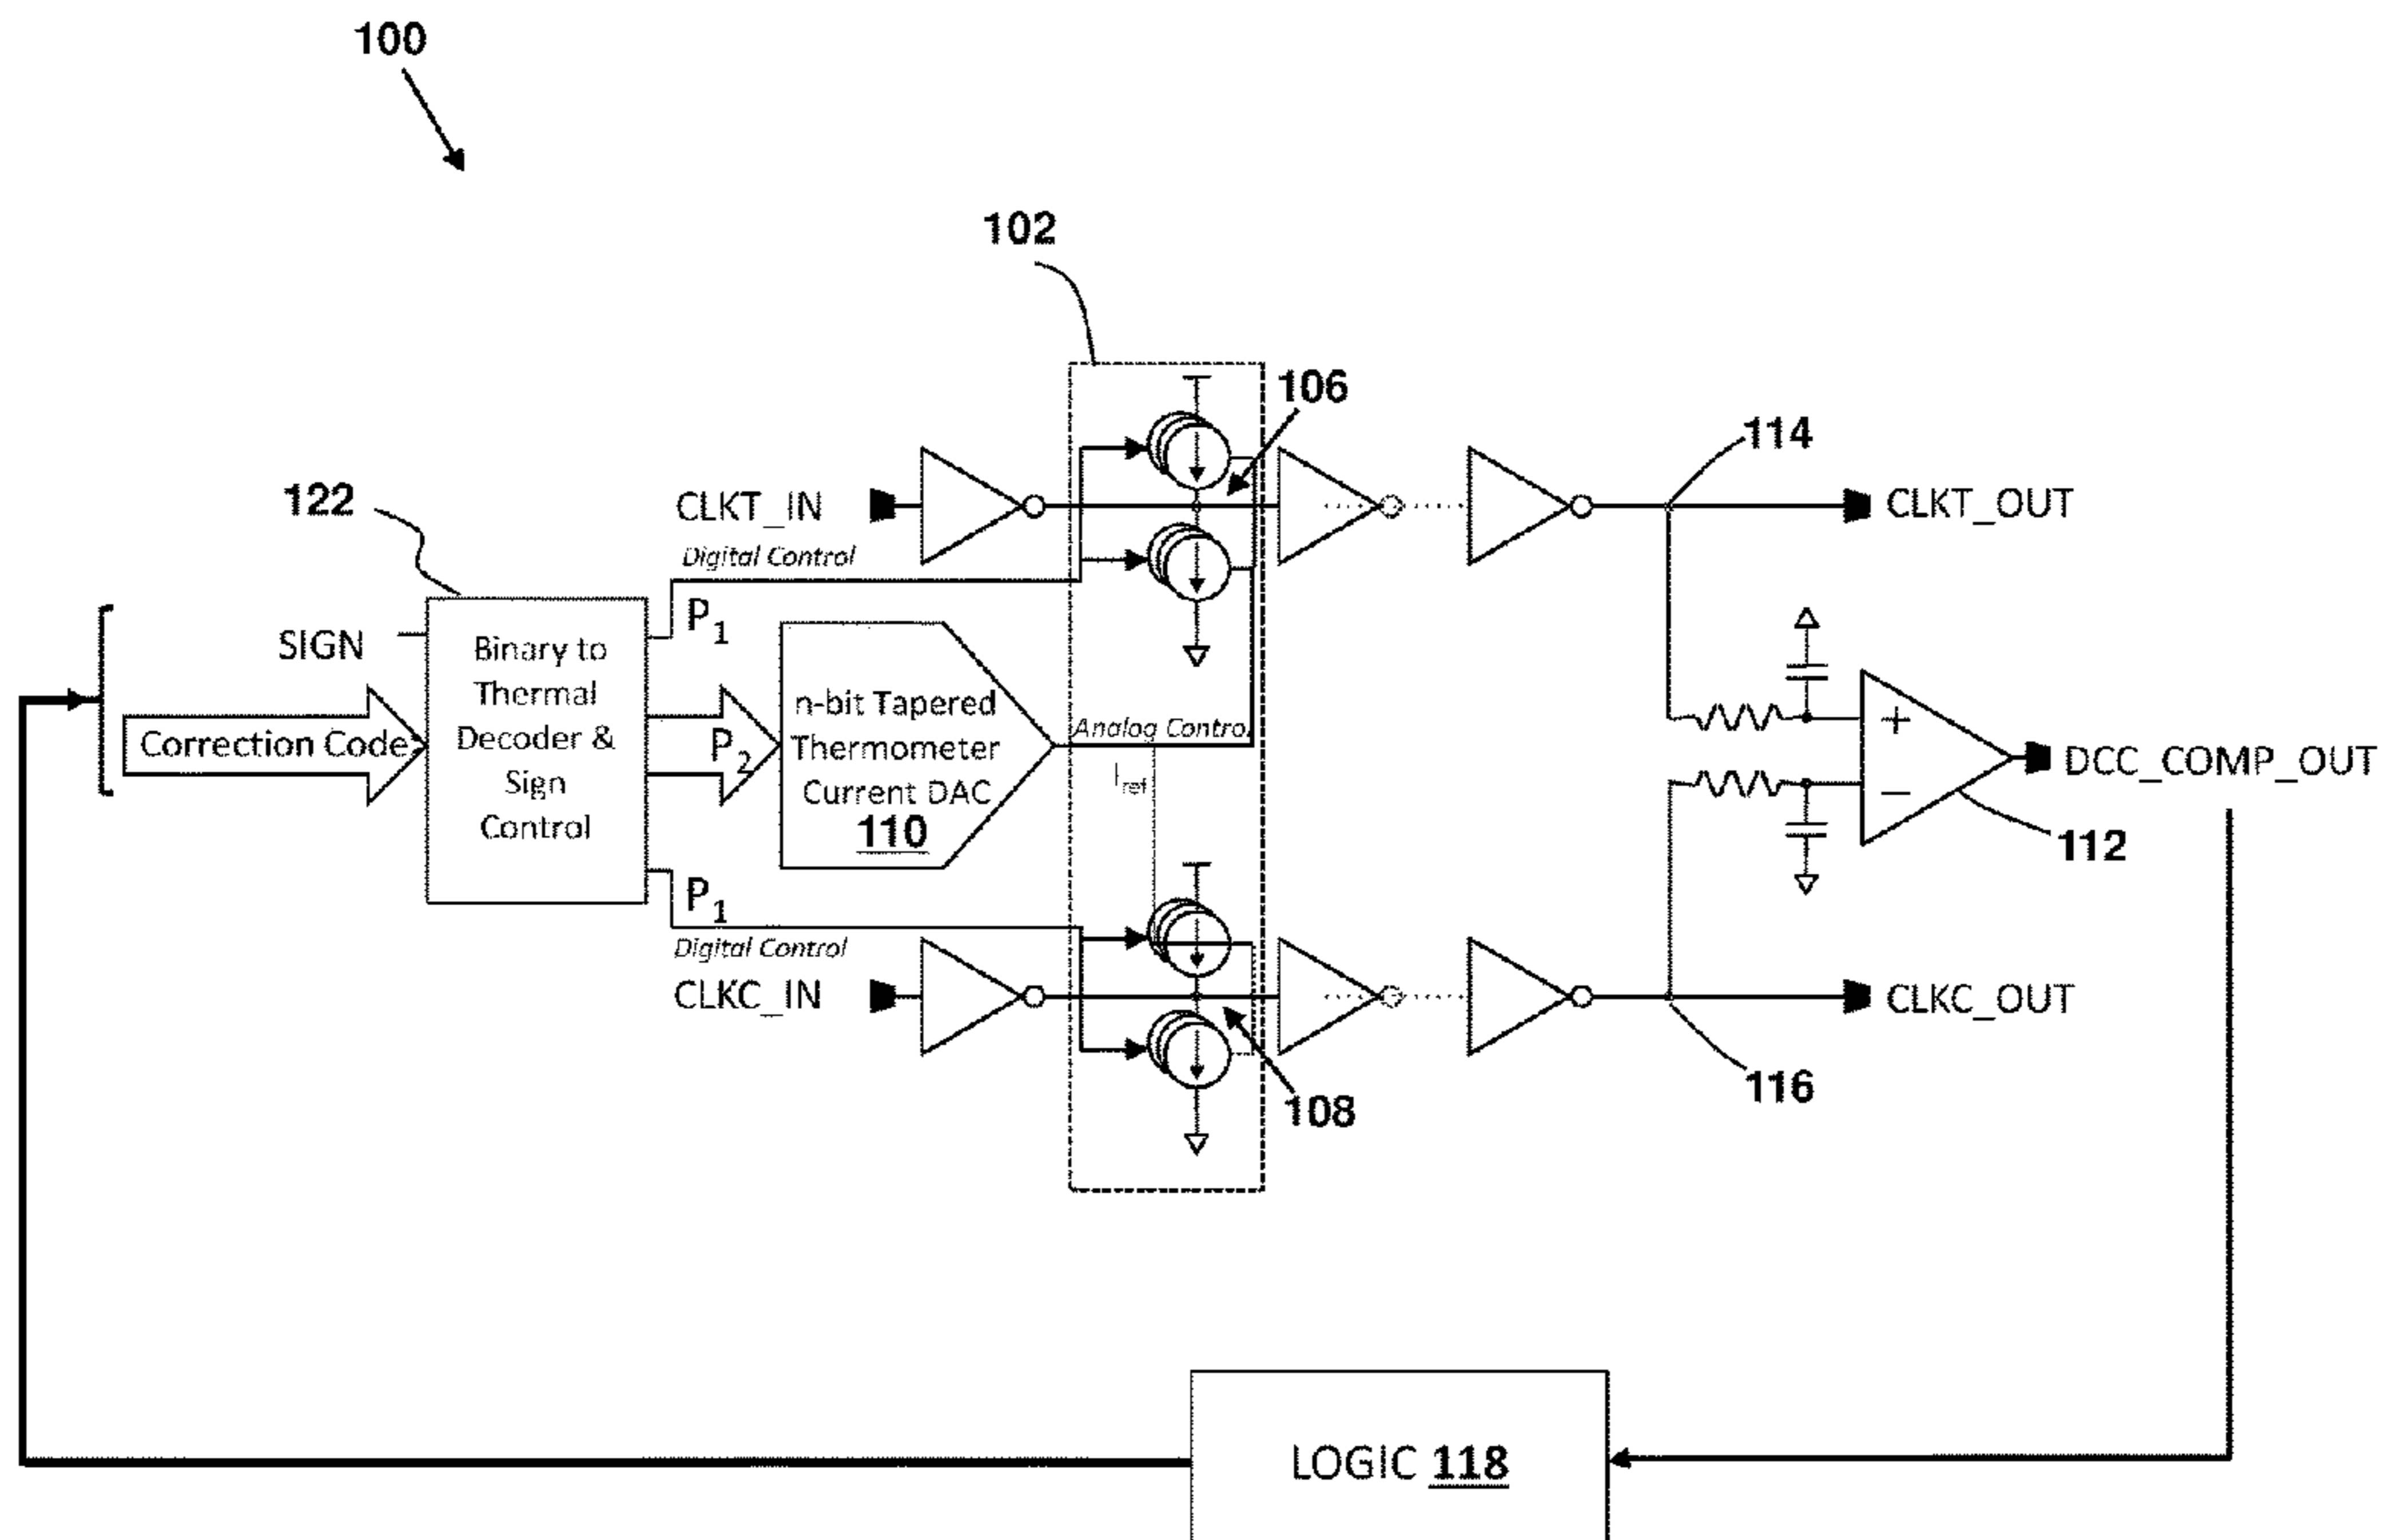 100
102
106
114
122
CLKT_IN
CLKT_OUT
Digital Control
P1
SIGN
Binary to
Thermal
Decoder &
Sign
Control
Correction Code
P2
n-bit Tapered
Thermometer
Current DAC
110
Analog Control
Iref
+
−
DCC_COMP_OUT
112
P1
Digital Control
CLKC_IN
CLKC_OUT
116
108
LOGIC 118